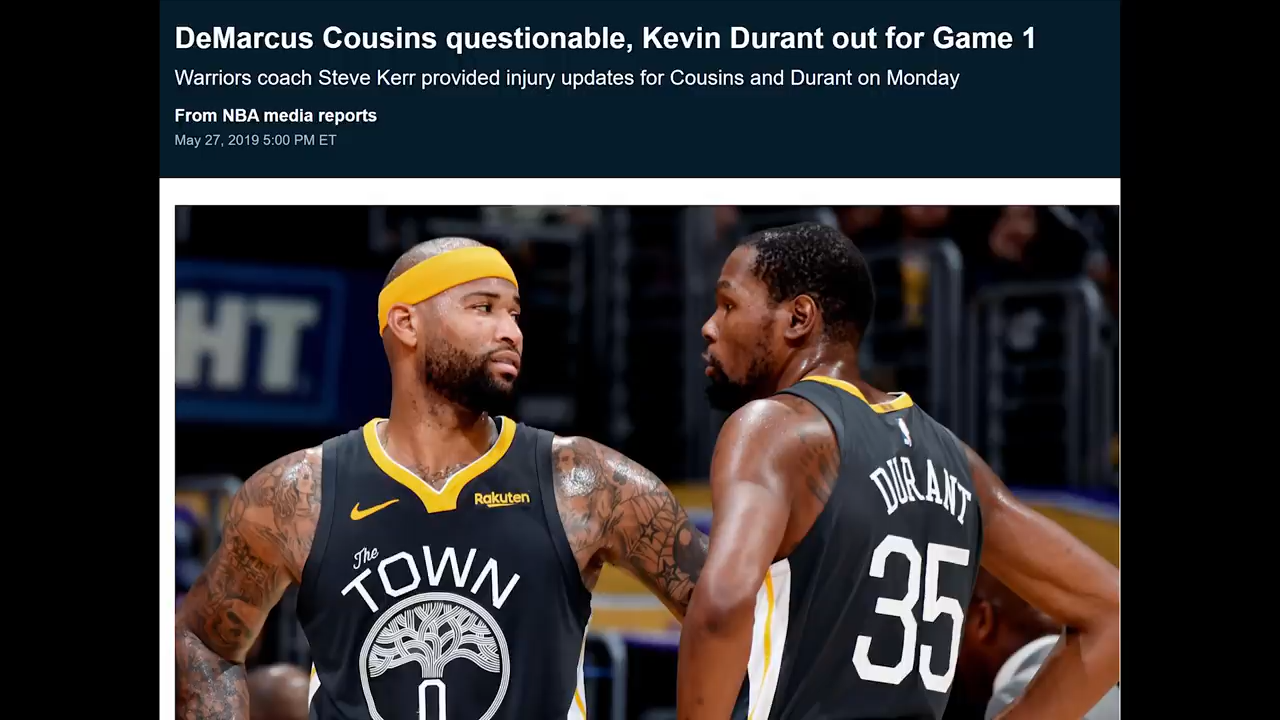 DeMarcus Cousins questionable, Kevin Durant out for Game 1
Warriors coach Steve Kerr provided injury updates for Cousins and Durant on Monday
From NBA media reports
May 27, 2019 5:00 PM ET
HT
Rakuten
The
TOWN
DURANT
35